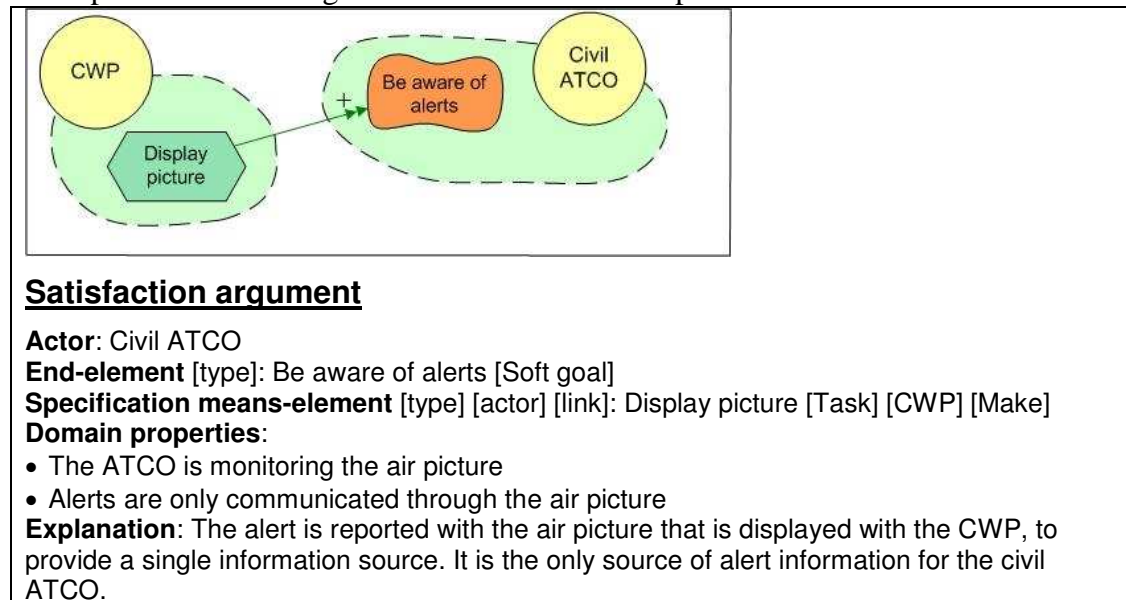 CWP
Civil
ATCO
Be aware of
alerts
+
Display
picture
Satisfaction argument
Actor: Civil ATCO
End-element [type]: Be aware of alerts [Soft goal]
Specification means-element [type] [actor] [link]: Display picture [Task] [CWP] [Make]
Domain properties:
• The ATCO is monitoring the air picture
• Alerts are only communicated through the air picture
Explanation: The alert is reported with the air picture that is displayed with the CWP, to
provide a single information source. It is the only source of alert information for the civil
ATCO.